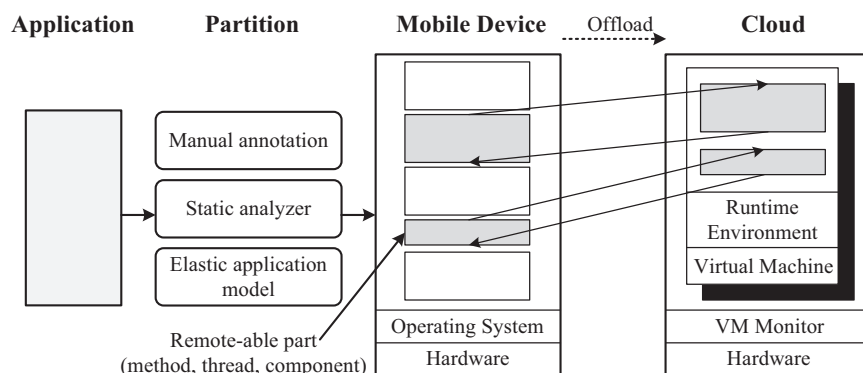 Application
Partition
Mobile Device
Offload
Cloud
Manual annotation
Static analyzer
Elastic application
model
Remote-able part
(method, thread, component)
Operating System
Hardware
Runtime
Environment
Virtual Machine
VM Monitor
Hardware